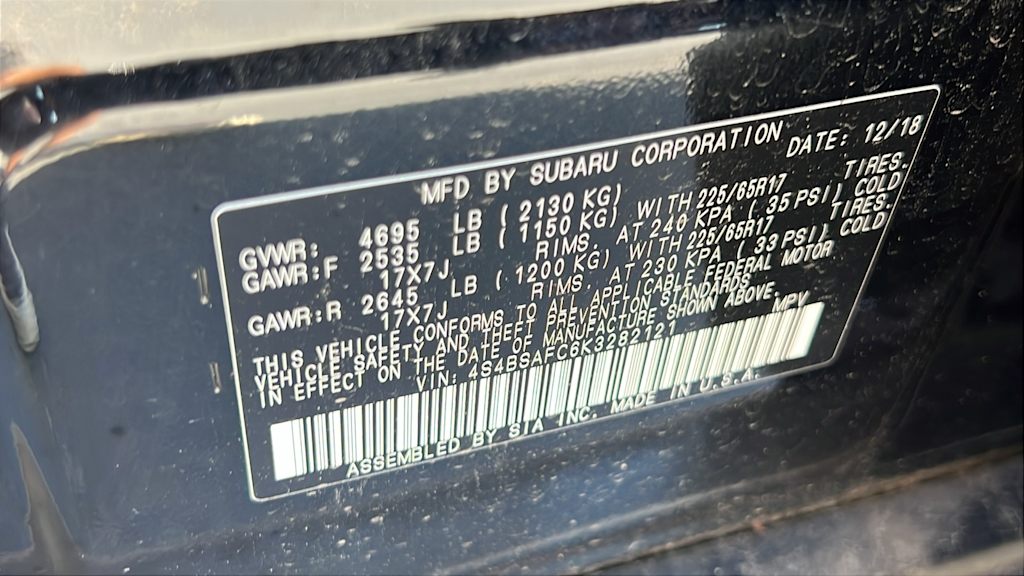 MFD BY SUBARU CORPORATION DATE: 12/18
GVWR: 4695 LB ( 2130 KG)
GAWR:F 2535 LB ( 1150 KG) WITH 225/65R17 TIRES.
17X7J RIMS. AT 240 KPA ( 35 PSI) COLD
GAWR:R 2645 LB ( 1200 KG) WITH 225/65R17 TIRES.
17X7J RIMS. AT 230 KPA ( 33 PSI) COLD
THIS VEHICLE CONFORMS TO ALL APPLICABLE FEDERAL MOTOR
VEHICLE SAFETY AND THEFT PREVENTION STANDARDS
IN EFFECT ON THE DATE OF MANUFACTURE SHOWN ABOVE.
VIN: 4S4BSAFC6K3282121 MPV
ASSEMBLED BY SIA INC. MADE IN U.S.A.